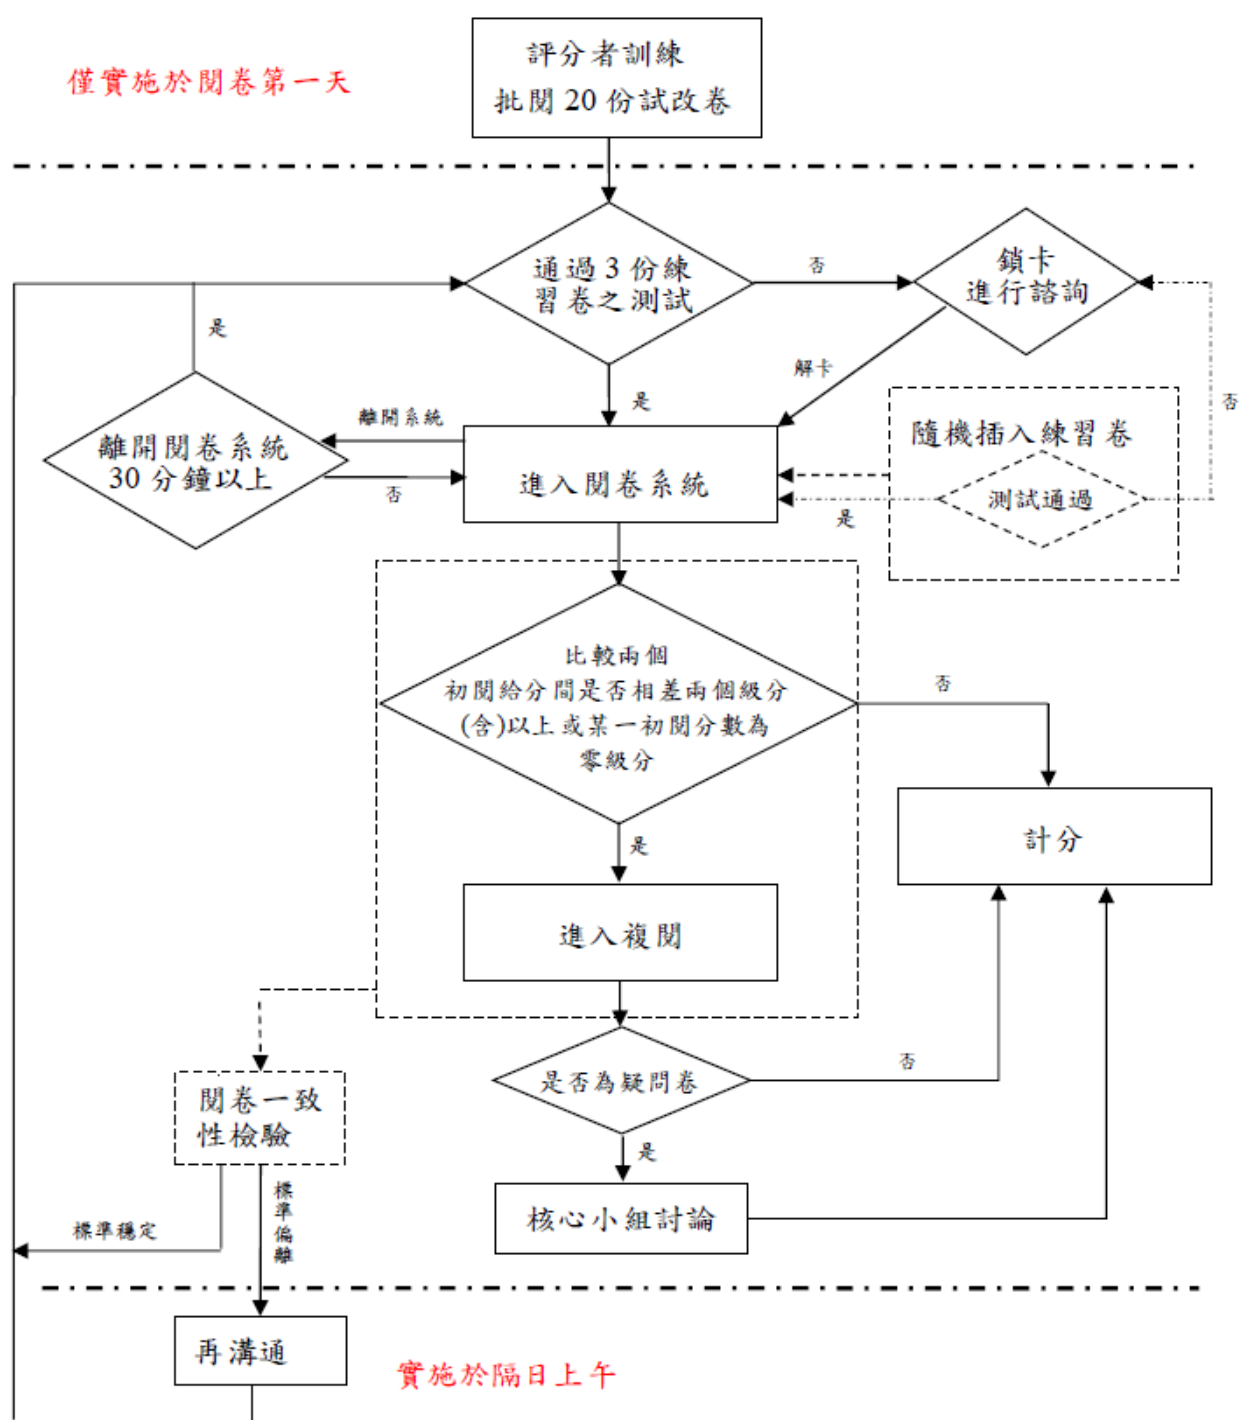 評分者訓練
批閱 20 份試改卷
僅實施於閱卷第一天
通過 3 份練
習卷之測試
否
鎖卡
進行諮詢
是
解卡
是
否
離開系統
離開閱卷系統
30 分鐘以上
否
進入閱卷系統
隨機插入練習卷
測試通過
是
比較兩個
初閱給分間是否相差兩個級分
(含)以上或某一初閱分數為
零級分
否
是
計分
進入複閱
是否為疑問卷
否
是
閱卷一致
性檢驗
標準穩定
標準偏離
核心小組討論
再溝通
實施於隔日上午